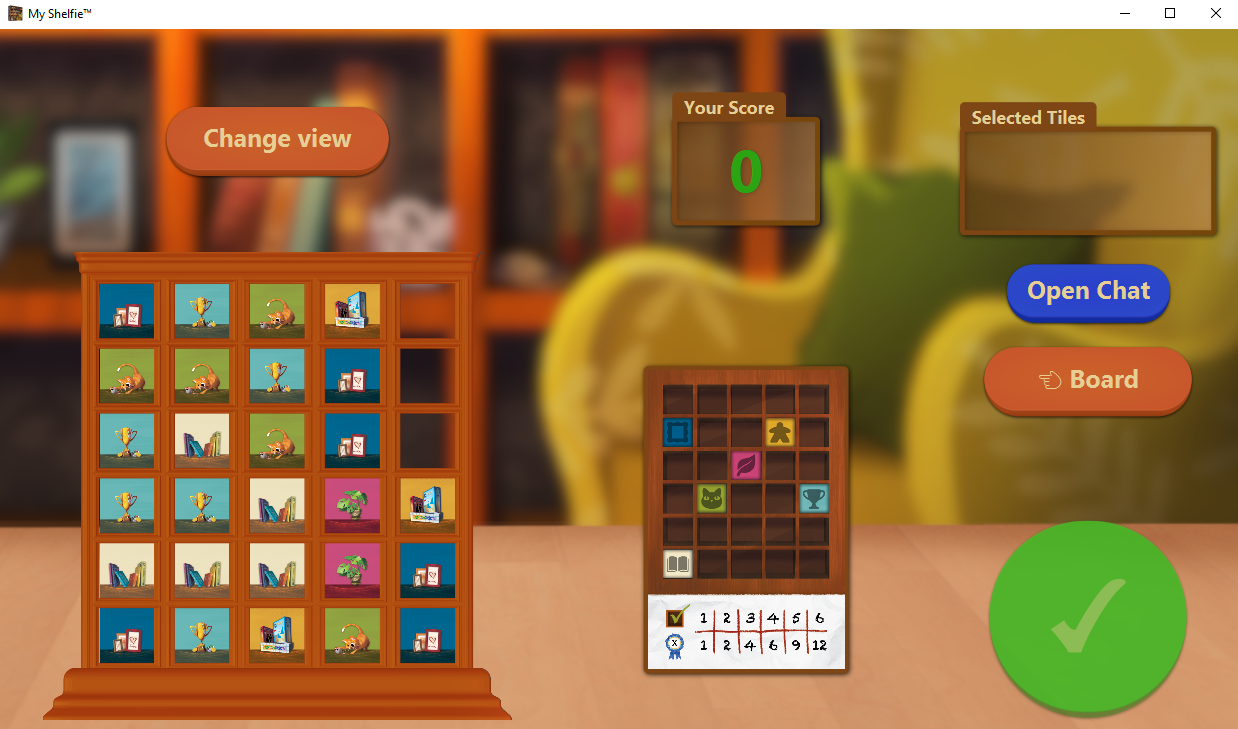 My Shelfie™
Change view
Your Score
0
Selected Tiles
Open Chat
Board
1 2 3 4 5 6
X 1 2 4 6 9 12